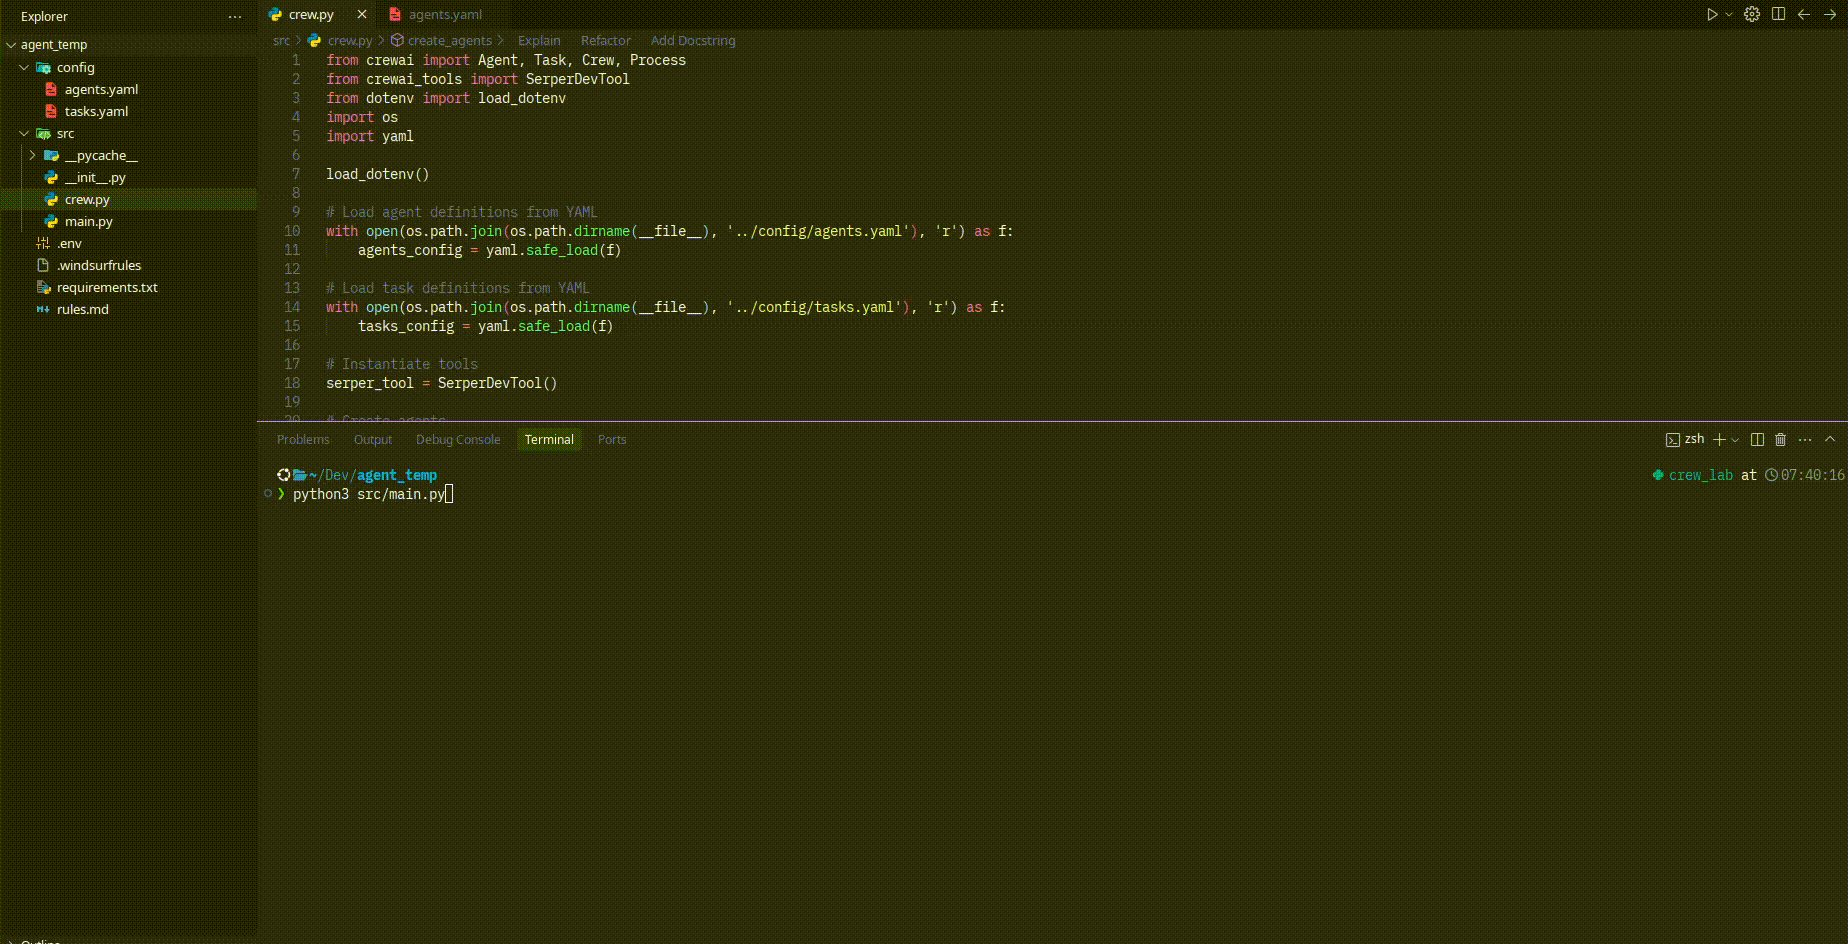 Explorer
agent_temp
config
agents.yaml
tasks.yaml
src
__pycache__
__init__.py
crew.py
main.py
.env
.windsurfrules
requirements.txt
rules.md
Outline
crew.py
agents.yaml
src > crew.py > create_agents > Explain Refactor Add Docstring
1 from crewai import Agent, Task, Crew, Process
2 from crewai_tools import SerperDevTool
3 from dotenv import load_dotenv
4 import os
5 import yaml
6
7 load_dotenv()
8
9 # Load agent definitions from YAML
10 with open(os.path.join(os.path.dirname(__file__), '../config/agents.yaml'), 'r') as f:
11     agents_config = yaml.safe_load(f)
12
13 # Load task definitions from YAML
14 with open(os.path.join(os.path.dirname(__file__), '../config/tasks.yaml'), 'r') as f:
15     tasks_config = yaml.safe_load(f)
16
17 # Instantiate tools
18 serper_tool = SerperDevTool()
19
20 # Create agents
Problems Output Debug Console Terminal Ports
zsh
~/Dev/agent_temp
crew_lab at 07:40:16
❯ python3 src/main.py